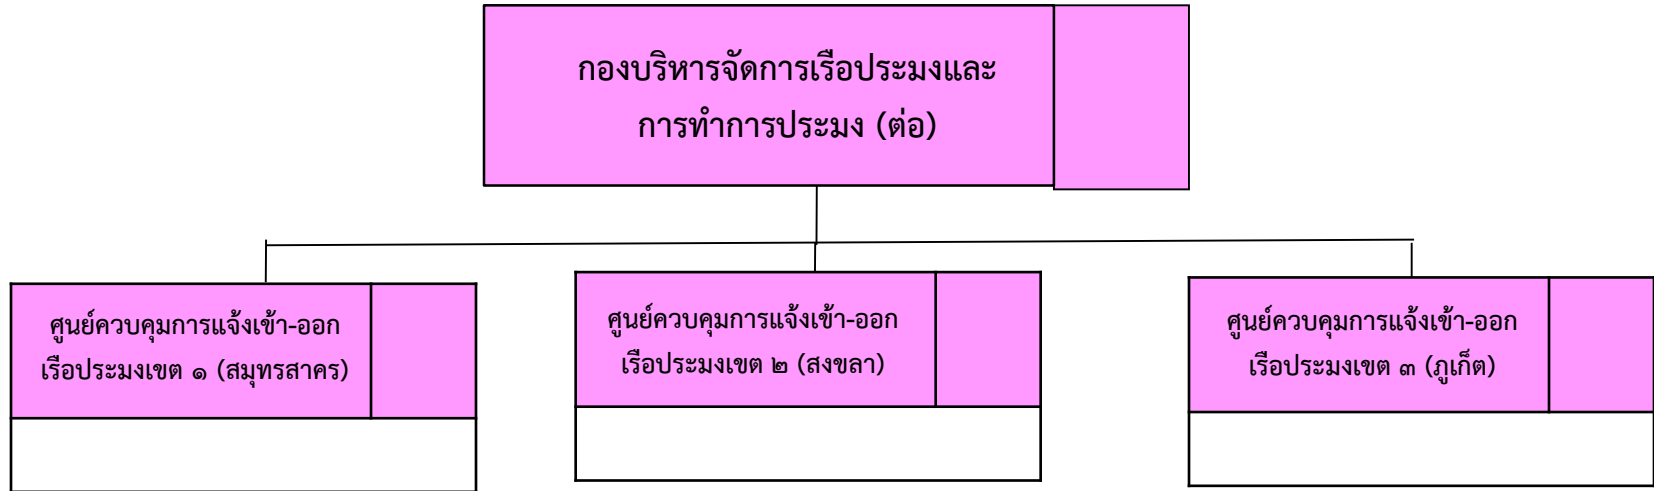 กองบริหารจัดการเรือประมงและ
การทำการประมง (ต่อ)
ศูนย์ควบคุมการแจ้งเข้า-ออก
เรือประมงเขต ๑ (สมุทรสาคร)
ศูนย์ควบคุมการแจ้งเข้า-ออก
เรือประมงเขต ๒ (สงขลา)
ศูนย์ควบคุมการแจ้งเข้า-ออก
เรือประมงเขต ๓ (ภูเก็ต)